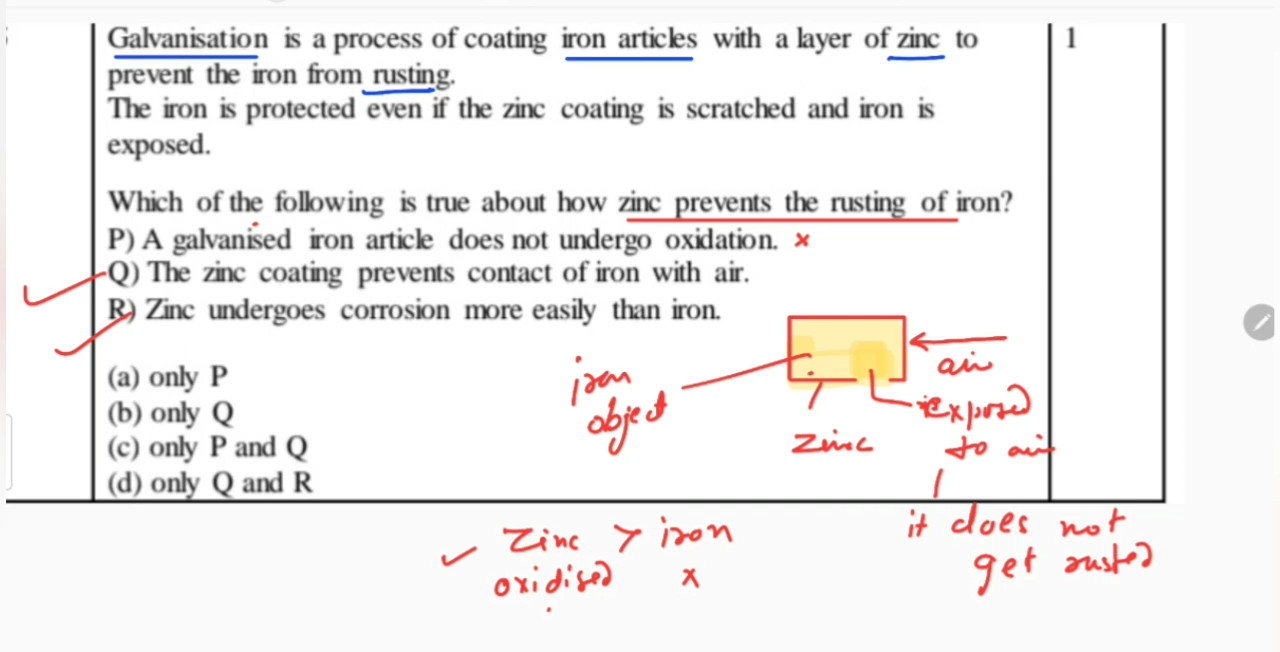 Galvanisation is a process of coating iron articles with a layer of zinc to
1
prevent the iron from rusting.
The iron is protected even if the zinc coating is scratched and iron is
exposed.
Which of the following is true about how zinc prevents the rusting of iron?
P) A galvanised iron article does not undergo oxidation. ×
Q) The zinc coating prevents contact of iron with air.
R) Zinc undergoes corrosion more easily than iron.
(a) only P
(b) only Q
(c) only P and Q
(d) only Q and R
iron
object
zinc
air
exposed
to air
it does not
get rusted
✓ Zinc > iron
oxidised ×